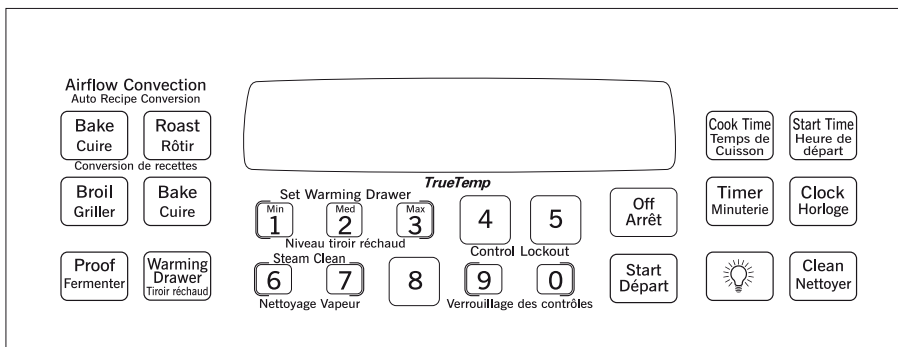 Airflow Convection
Auto Recipe Conversion
Bake
Cuire
Roast
Rôtir
Conversion de recettes
Broil
Griller
Bake
Cuire
Proof
Fermenter
Warming
Drawer
Tiroir réchaud
TrueTemp
Set Warming Drawer
Min
1
Med
2
Max
3
Niveau tiroir réchaud
4
5
Control Lockout
Steam Clean
6
7
Nettoyage Vapeur
8
9
0
Verrouillage des contrôles
Off
Arrêt
Start
Départ
Cook Time
Temps de
Cuisson
Start Time
Heure de
départ
Timer
Minuterie
Clock
Horloge
Clean
Nettoyer